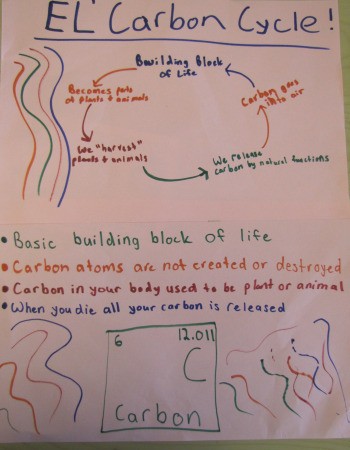 EL' Carbon Cycle!
Bauilding Block
of Life
Becomes part
of plants + animals
Carbon goes
into air
We "harvest"
plants + animals
We release
carbon by natural functions
• Basic building block of life
• Carbon atoms are not created or destroyed
• Carbon in your body used to be plant or animal
• When you die all your carbon is released
6 12.011
C
Carbon